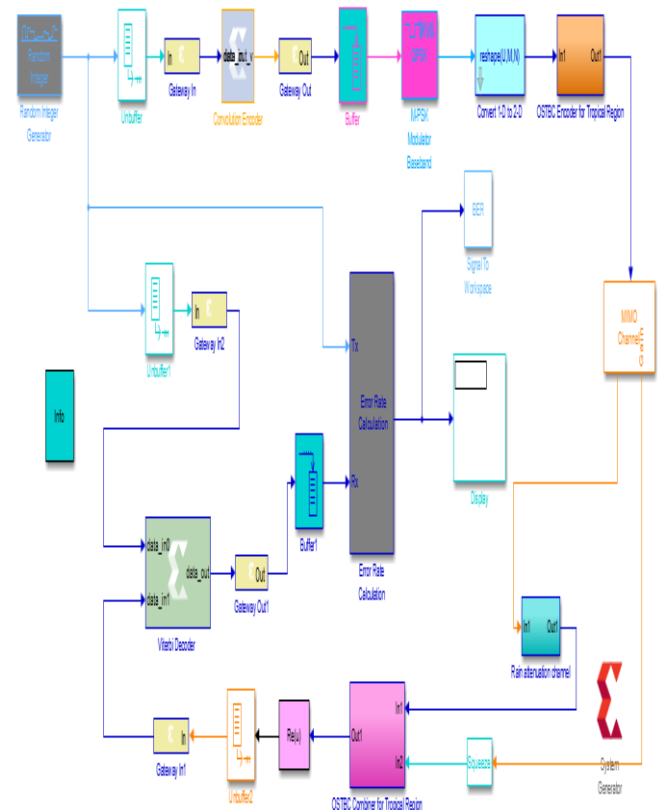 Random
Integer
Random Integer
Generator
Unbuffer
In
Gateway In
data_out_v
Convolution Encoder
Out
Gateway Out
Buffer
M-PSK
Modulator
Baseband
reshape(U,M,N)
Convert 1-D to 2-D
In1
Out1
OSTBC Encoder for Tropical Region
BER
Signal To
Workspace
MIMO
Channel
Unbuffer1
In
Gateway In2
Info
Tx
Error Rate
Calculation
Rx
Error Rate
Calculation
Display
Buffer1
data_in0
data_out
data_in1
Viterbi Decoder
Out
Gateway Out1
In1
Out1
Rain attenuation channel
System
Generator
In
Gateway In1
Unbuffer2
Re(u)
In1
Out1
In2
OSTBC Combiner for Tropical Region
Squeeze